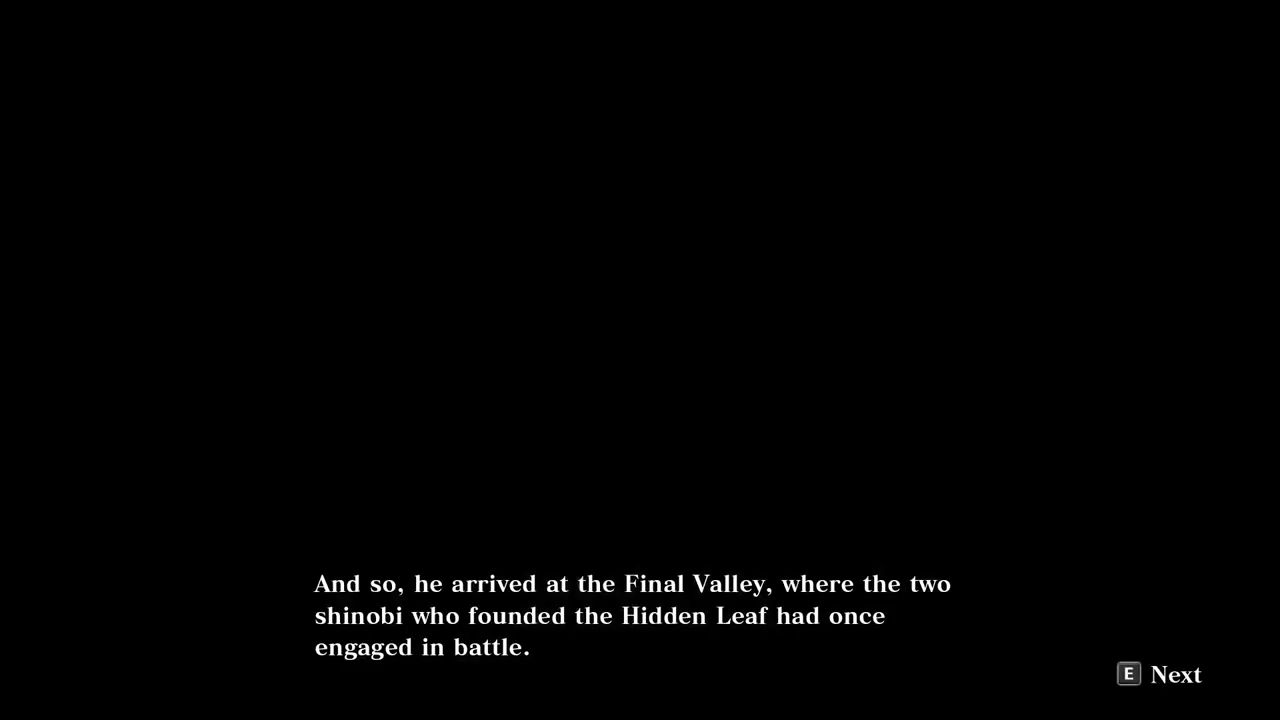 And so, he arrived at the Final Valley, where the two
shinobi who founded the Hidden Leaf had once
engaged in battle.
E Next